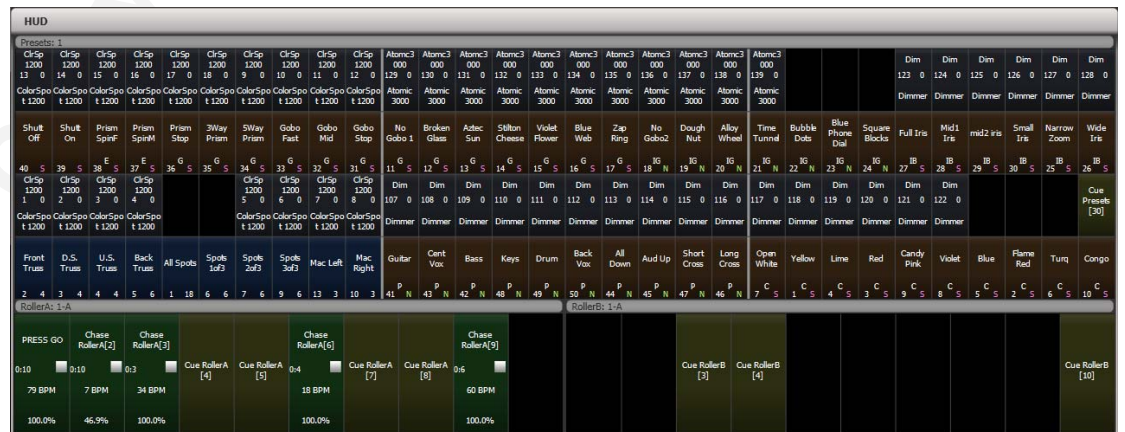 HUD
Presets: 1
ClrSp ClrSp ClrSp ClrSp ClrSp ClrSp ClrSp ClrSp ClrSp ClrSp Atomc3 Atomc3 Atomc3 Atomc3 Atomc3 Atomc3 Atomc3 Atomc3 Atomc3 Atomc3 Atomc3 Dim Dim Dim Dim Dim Dim
1200 1200 1200 1200 1200 1200 1200 1200 1200 1200 000 000 000 000 000 000 000 000 000 000 000
13 0 14 0 15 0 16 0 17 0 18 0 9 0 10 0 11 0 12 0 129 0 130 0 131 0 132 0 133 0 134 0 135 0 136 0 137 0 138 0 139 0 123 0 124 0 125 0 126 0 127 0 128 0
ColorSpo ColorSpo ColorSpo ColorSpo ColorSpo ColorSpo ColorSpo ColorSpo ColorSpo ColorSpo Atomic Atomic Atomic Atomic Atomic Atomic Atomic Atomic Atomic Atomic Atomic Dimmer Dimmer Dimmer Dimmer Dimmer Dimmer
t 1200 t 1200 t 1200 t 1200 t 1200 t 1200 t 1200 t 1200 t 1200 t 1200 3000 3000 3000 3000 3000 3000 3000 3000 3000 3000 3000
Shutt Off Shutt On Prism SpinF Prism SpinM Prism Stop 3Way Prism 5Way Prism Gobo Fast Gobo Mid Gobo Stop No Gobo 1 Broken Glass Aztec Sun Stilton Cheese Violet Flower Blue Web Zap Ring No Gobo2 Dough Nut Alloy Wheel Time Tunnel Bubble Dots Blue Phone Dial Square Blocks Full Iris Mid1 Iris mid2 iris Small Iris Narrow Zoom Wide Iris
E E G G G G G G G G G G G G G IG IG IG IG IG IG IG IB IB IB IB IB IB
40 S 39 S 38 S 37 S 36 S 35 S 34 S 33 S 32 S 31 S 11 S 12 S 13 S 14 S 15 S 16 S 17 S 18 N 19 N 20 N 21 N 22 N 23 N 24 S 27 S 28 S 29 S 30 S 25 S 26 S
ClrSp ClrSp ClrSp ClrSp ClrSp ClrSp ClrSp ClrSp Dim Dim Dim Dim Dim Dim Dim Dim Dim Dim Dim Dim Dim Dim Dim Dim Cue
1200 1200 1200 1200 1200 1200 1200 1200 Presets
1 0 2 0 3 0 4 0 5 0 6 0 7 0 8 0 107 0 108 0 109 0 110 0 111 0 112 0 113 0 114 0 115 0 116 0 117 0 118 0 119 0 120 0 121 0 122 0 [30]
ColorSpo ColorSpo ColorSpo ColorSpo ColorSpo ColorSpo ColorSpo ColorSpo Dimmer Dimmer Dimmer Dimmer Dimmer Dimmer Dimmer Dimmer Dimmer Dimmer Dimmer Dimmer Dimmer Dimmer Dimmer Dimmer
t 1200 t 1200 t 1200 t 1200 t 1200 t 1200 t 1200 t 1200
Front Truss D.S. Truss U.S. Truss Back Truss All Spots Spots 1of3 Spots 2of3 Spots 3of3 Mac Left Mac Right Guitar Cent Vox Bass Keys Drum Back Vox All Down Aud Up Short Cross Long Cross Open White Yellow Lime Red Candy Pink Violet Blue Flame Red Turq Congo
P P P P P P P P P P C C C C C C C C C C
2 4 3 4 4 4 5 6 1 18 6 6 7 6 9 6 13 3 10 3 41 N 43 N 42 N 48 N 49 N 50 N 44 N 45 N 47 N 46 N 7 S 1 S 4 S 3 S 9 S 8 S 5 S 2 S 6 S 10 S
RollerA: 1-A RollerB: 1-A
PRESS GO Chase RollerA[2] Chase RollerA[3] Cue RollerA [4] Cue RollerA [5] Chase RollerA[6] Cue RollerA [7] Cue RollerA [8] Chase RollerA[9] Cue RollerB [3] Cue RollerB [4] Cue RollerB [10]
0:10 0:10 0:3 0:4 0:6
79 BPM 7 BPM 34 BPM 18 BPM 60 BPM
100.0% 46.9% 100.0% 100.0% 100.0%